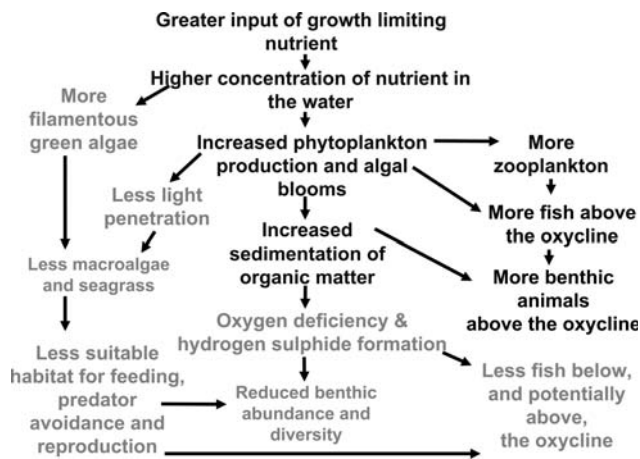 Greater input of growth limiting
nutrient
Higher concentration of nutrient in
the water
More
filamentous
green algae
Increased phytoplankton
production and algal
blooms
More
zooplankton
Less light
penetration
More fish above
the oxycline
Increased
sedimentation of
organic matter
Less macroalgae
and seagrass
More benthic
animals
above the oxycline
Oxygen deficiency &
hydrogen sulphide formation
Less suitable
habitat for feeding,
predator
avoidance and
reproduction
Reduced benthic
abundance and
diversity
Less fish below,
and potentially
above,
the oxycline